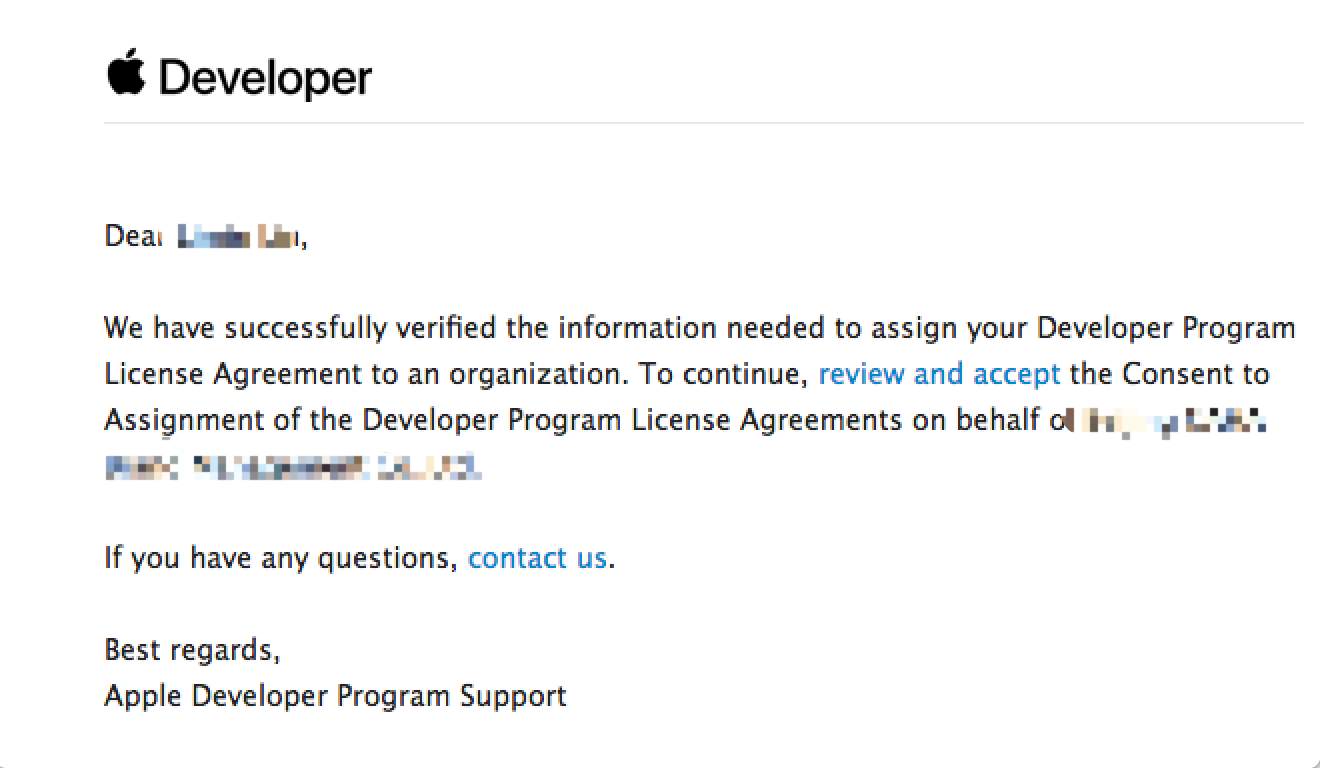 Developer
Dear ,
We have successfully verified the information needed to assign your Developer Program
License Agreement to an organization. To continue, review and accept the Consent to
Assignment of the Developer Program License Agreements on behalf of
If you have any questions, contact us.
Best regards,
Apple Developer Program Support